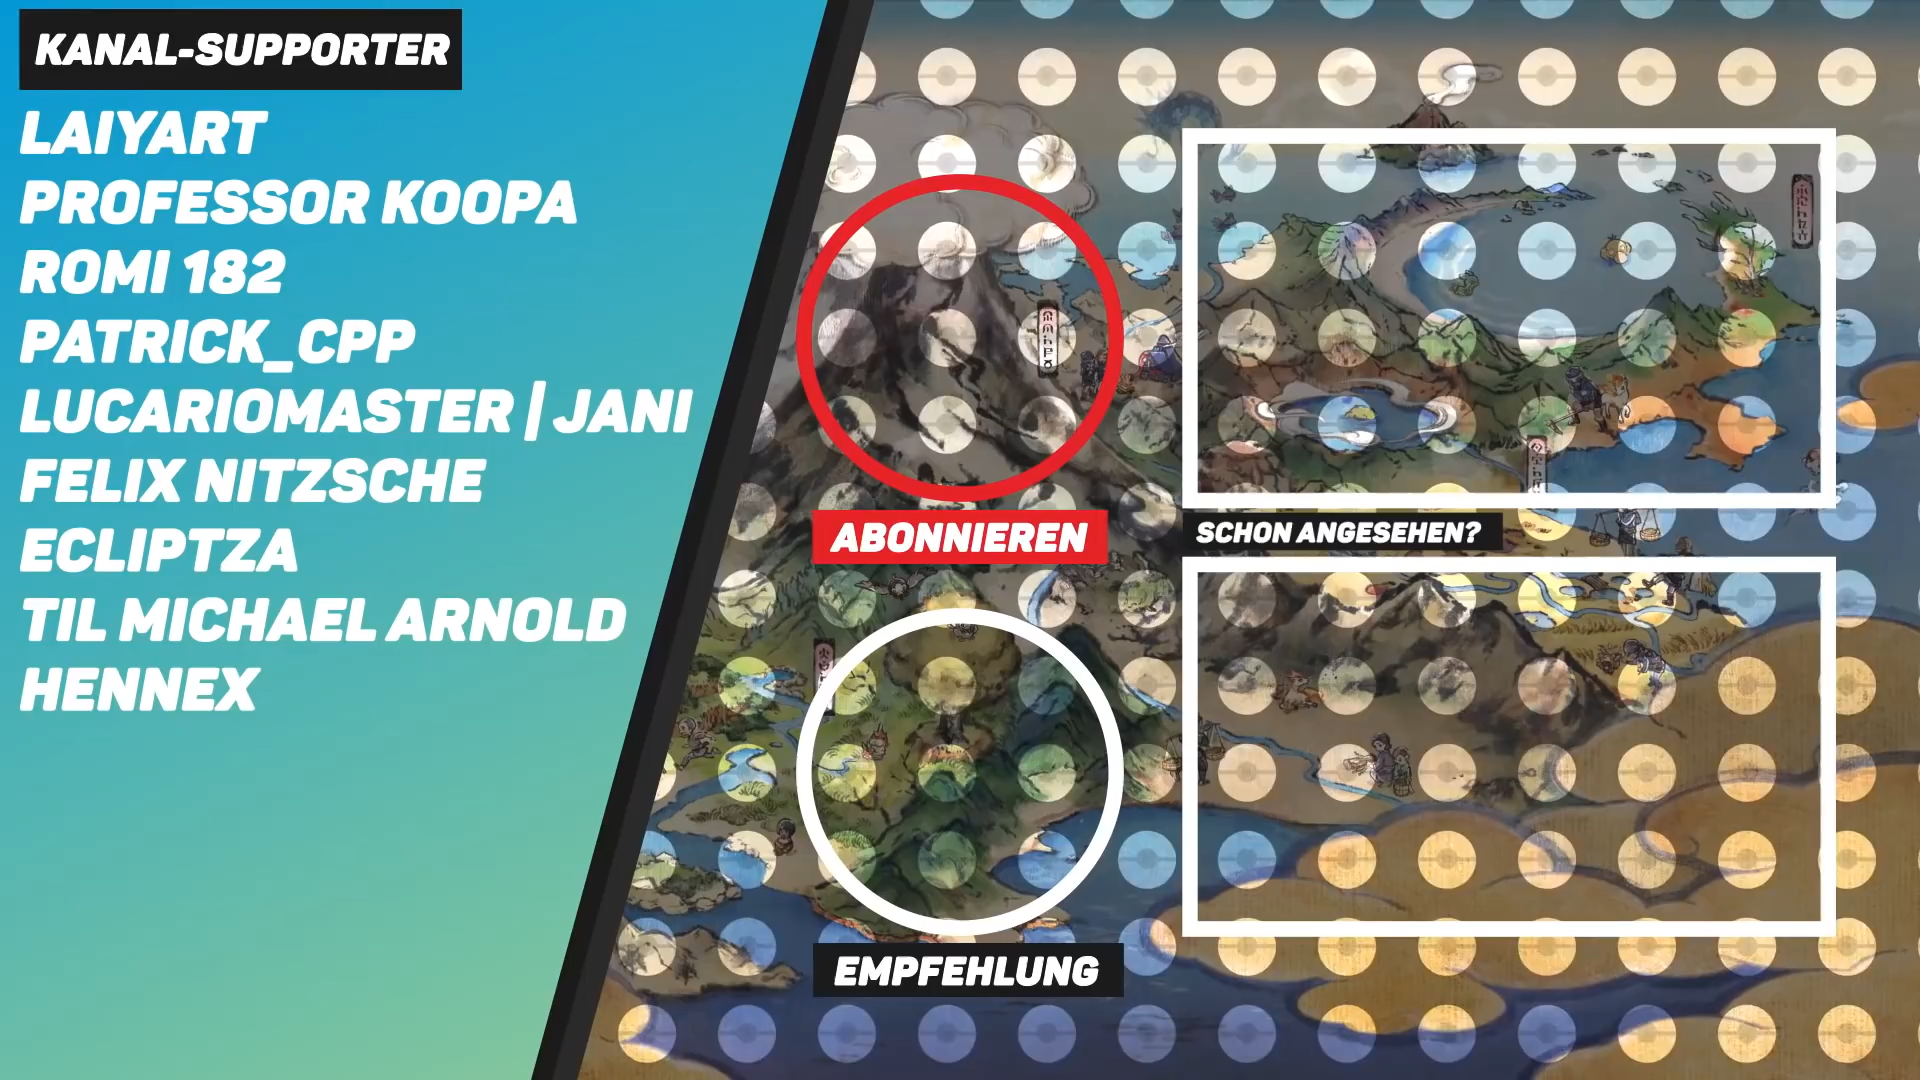 KANAL-SUPPORTER
LAIYART
PROFESSOR KOOPA
ROMI 182
PATRICK_CPP
LUCARIOMASTER | JANI
FELIX NITZSCHE
ECLIPTZA
TIL MICHAEL ARNOLD
HENNEX
ABONNIEREN
SCHON ANGESEHEN?
EMPFEHLUNG